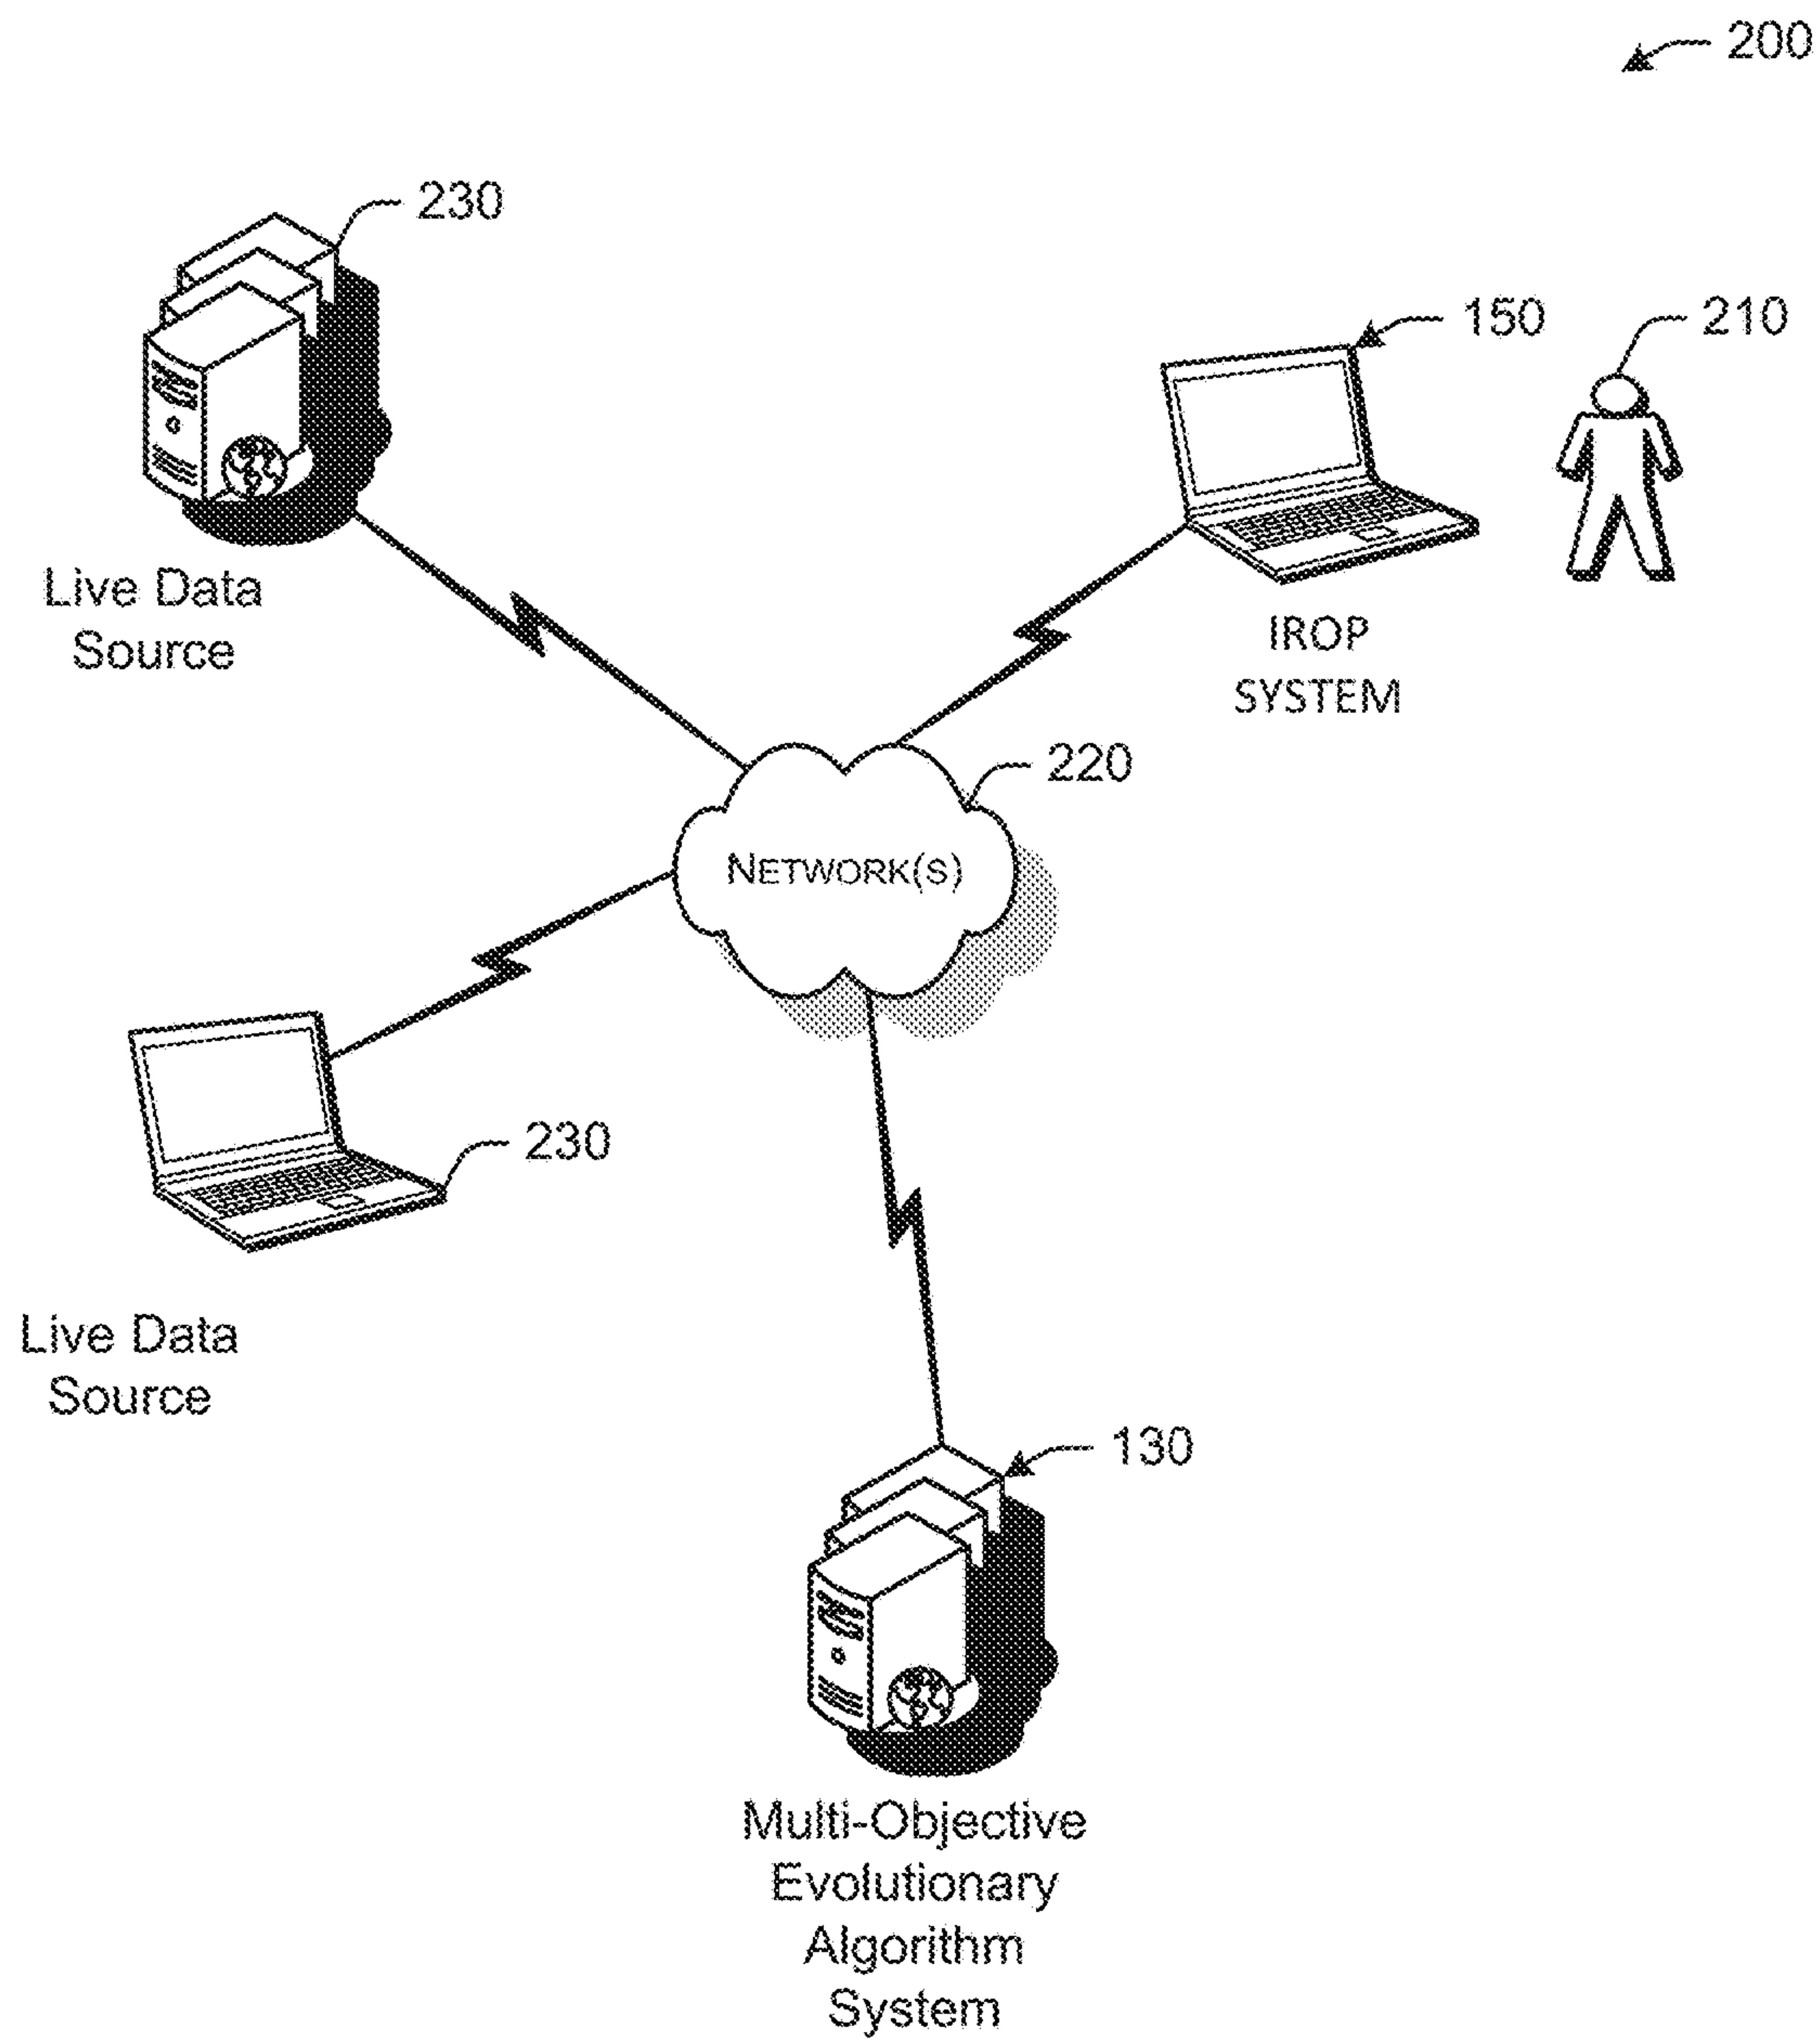 200
230
Live Data
Source
150
210
IROP
SYSTEM
220
NETWORK(S)
230
Live Data
Source
130
Multi-Objective
Evolutionary
Algorithm
System